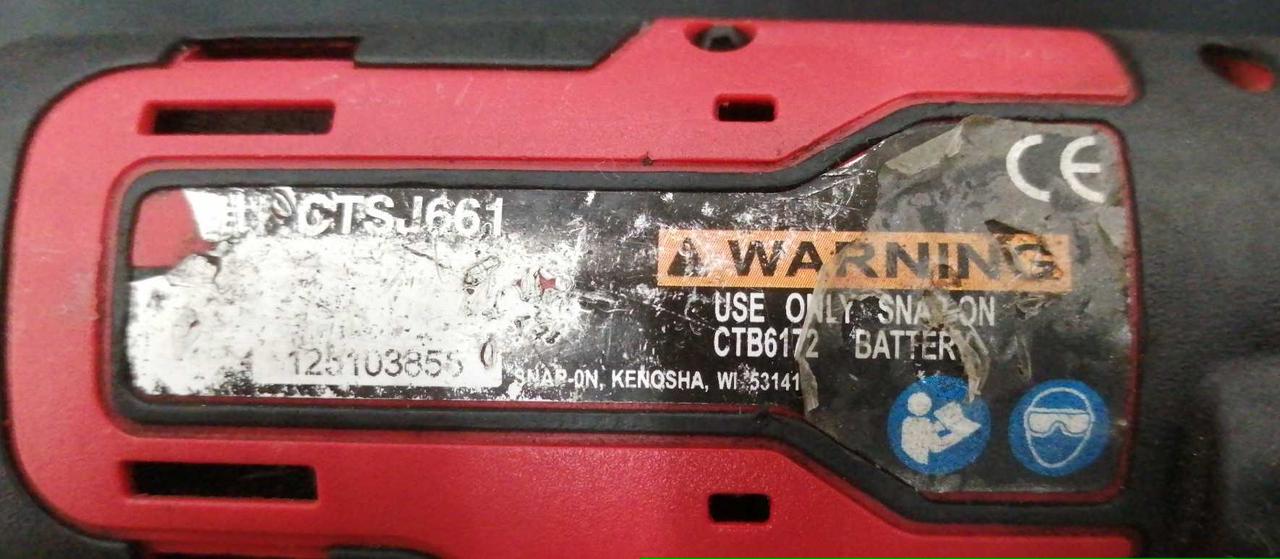 CTSJ661
CE
WARNING
USE ONLY SNAP-ON
CTB6172 BATTERY
125103855
SNAP-ON, KENOSHA, WI 53141